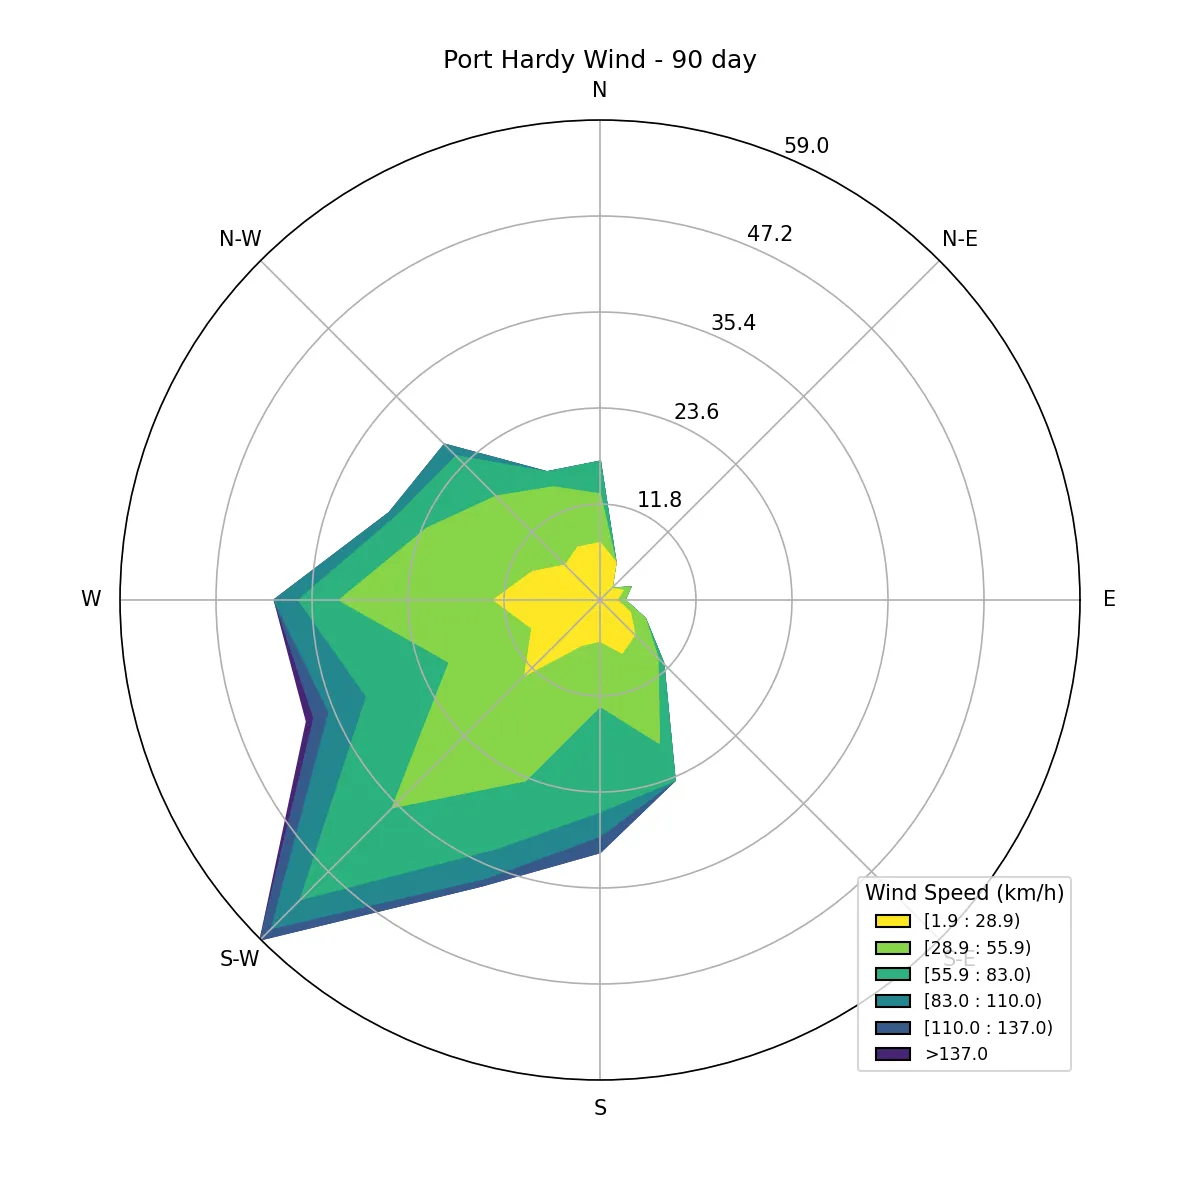 Port Hardy Wind - 90 day
N
59.0
47.2
N-W
N-E
35.4
23.6
11.8
W
E
Wind Speed (km/h)
[1.9 : 28.9)
[28.9 : 55.9)
S-W
S-E
[55.9 : 83.0)
[83.0 : 110.0)
[110.0 : 137.0)
>137.0
S